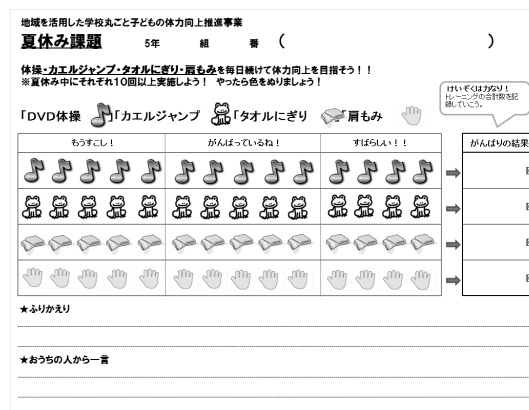 地域を活用した学校丸ごと子どもの体力向上推進事業
夏休み課題　5年　組　番（　）
体操・カエルジャンプ・タオルにぎり・肩もみを毎日続けて体力向上を目指そう！！
※夏休み中にそれぞれ１０回以上実施しよう！　やったら色をぬりましょう！
けいぞくは力なり！
トレーニングの合計数を記
録していこう。
「DVD体操　「カエルジャンプ　「タオルにぎり　「肩もみ
もうすこし！　がんばっているね！　すばらしい！！　がんばりの結果
★ふりかえり
★おうちの人から一言